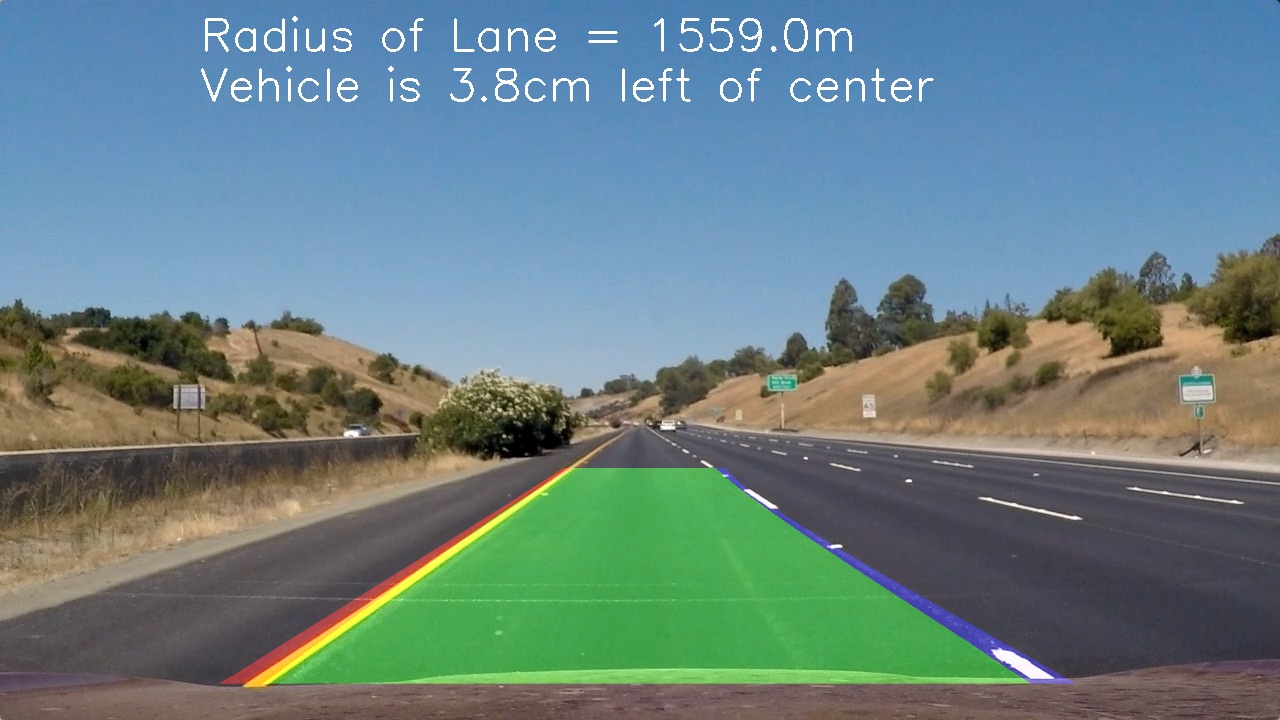 Radius of Lane = 1559.0m
Vehicle is 3.8cm left of center